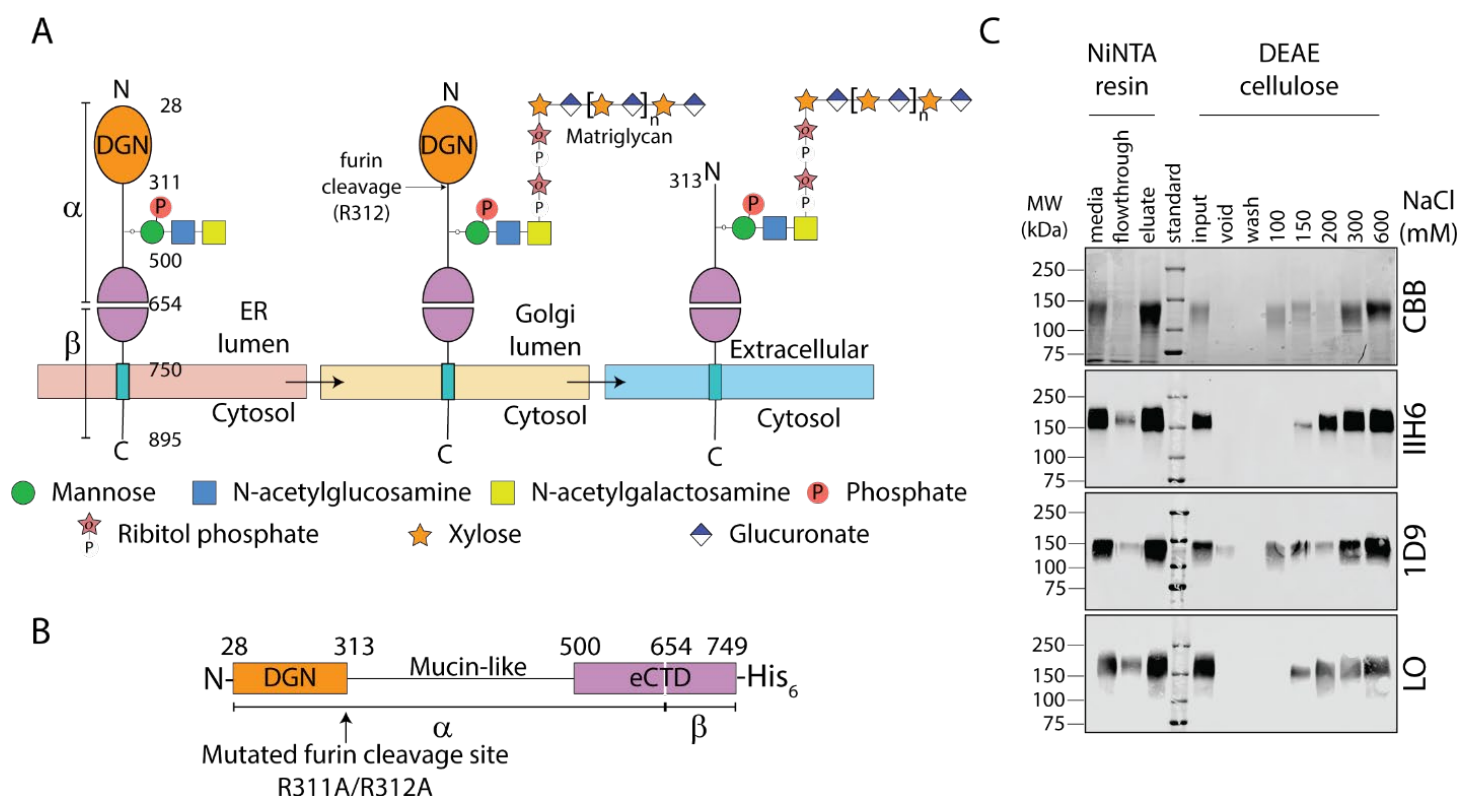 A
N
28
DGN
311
α
P
500
654
β
ER
lumen
750
Cytosol
895
C
N
DGN
furin
cleavage
(R312)
P
n
Matriglycan
o
P
o
P
Golgi
lumen
Cytosol
C
n
o
P
o
P
313
N
P
Extracellular
Cytosol
C
Mannose
N-acetylglucosamine
N-acetylgalactosamine
P
Phosphate
o
P
Ribitol phosphate
Xylose
Glucuronate
B
28
313
500
654
749
N-
DGN
Mucin-like
eCTD
-His6
α
β
Mutated furin cleavage site
R311A/R312A
C
NiNTA
resin
DEAE
cellulose
MW
(kDa)
media
flowthrough
eluate
standard
input
void
wash
100
150
200
300
600
NaCl
(mM)
250
150
100
75
CBB
250
150
100
75
IIH6
250
150
100
75
1D9
250
150
100
75
LO